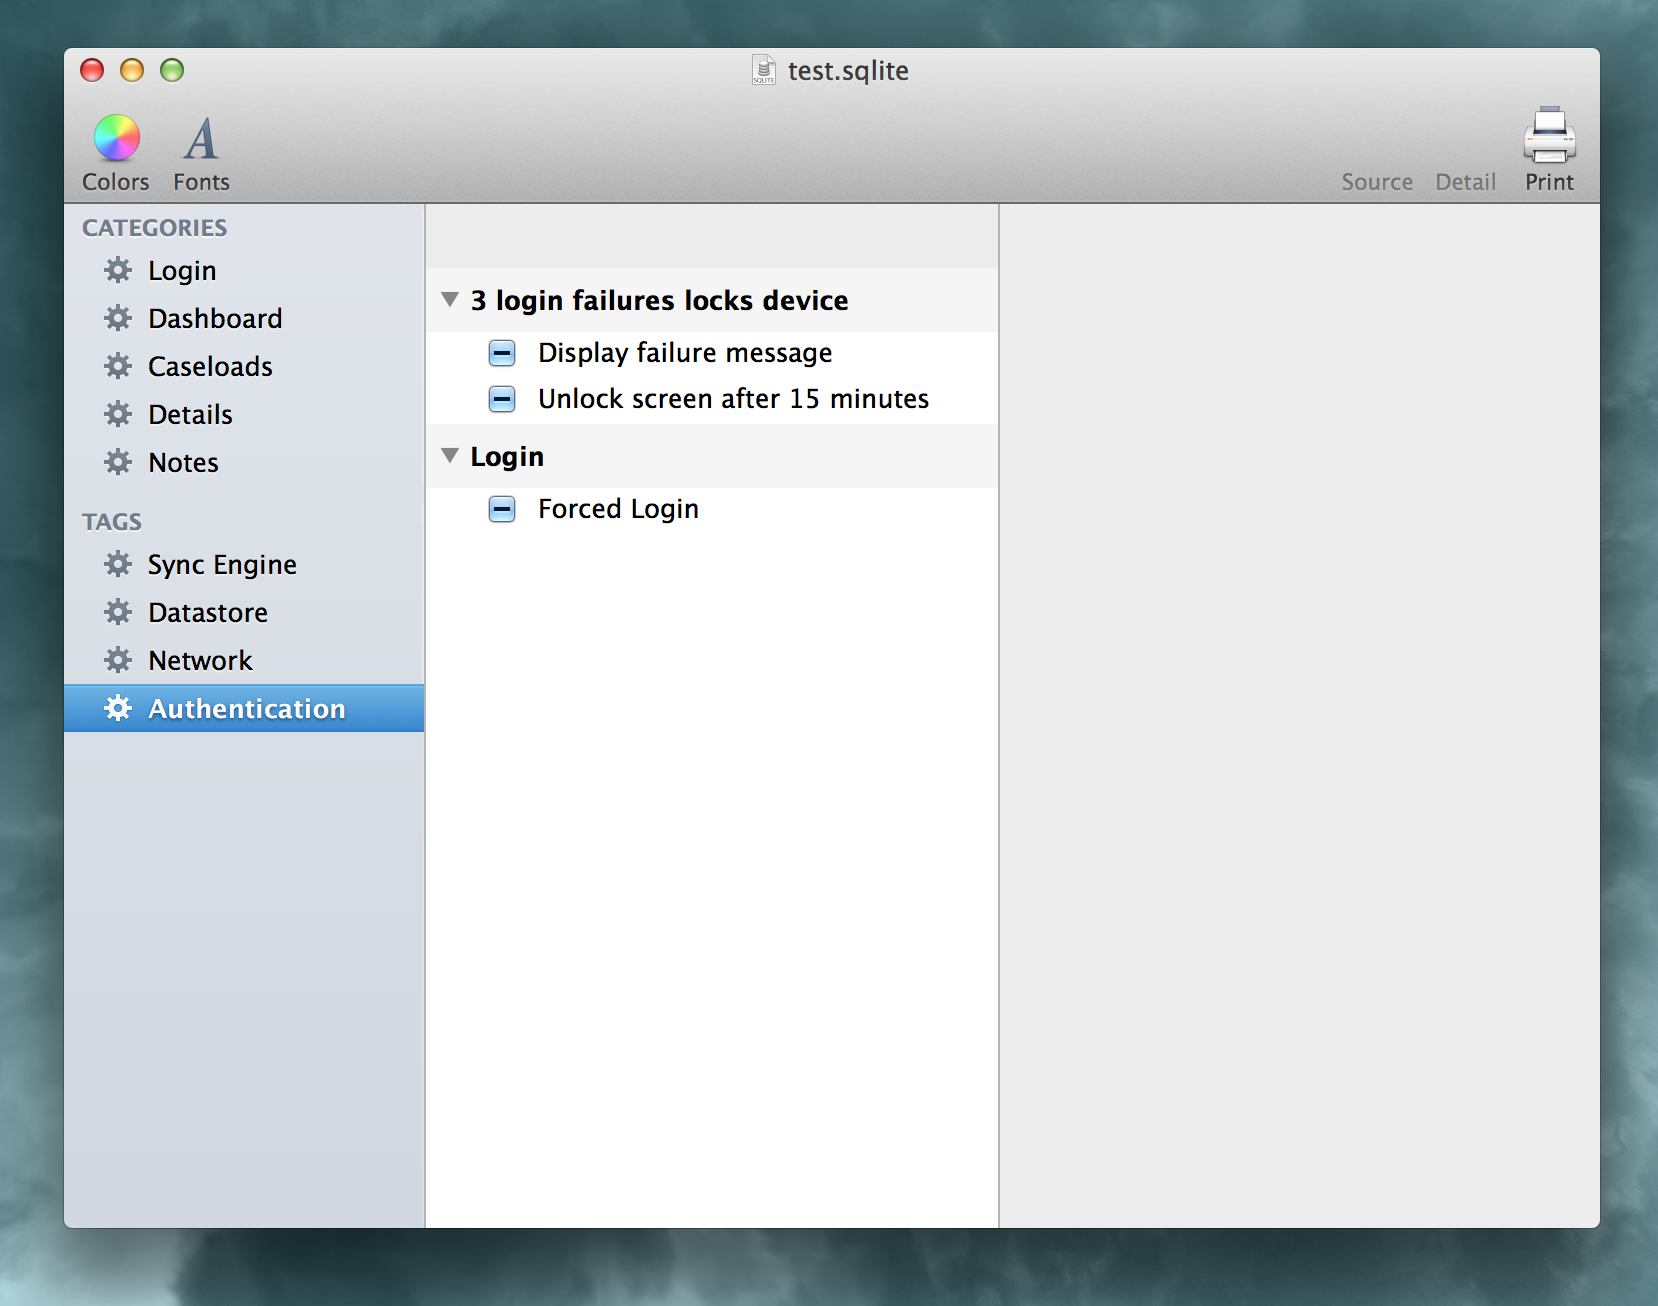 test.sqlite
Colors Fonts Source Detail Print
CATEGORIES
Login
Dashboard
Caseloads
Details
Notes
TAGS
Sync Engine
Datastore
Network
Authentication
3 login failures locks device
Display failure message
Unlock screen after 15 minutes
Login
Forced Login
SQLITE